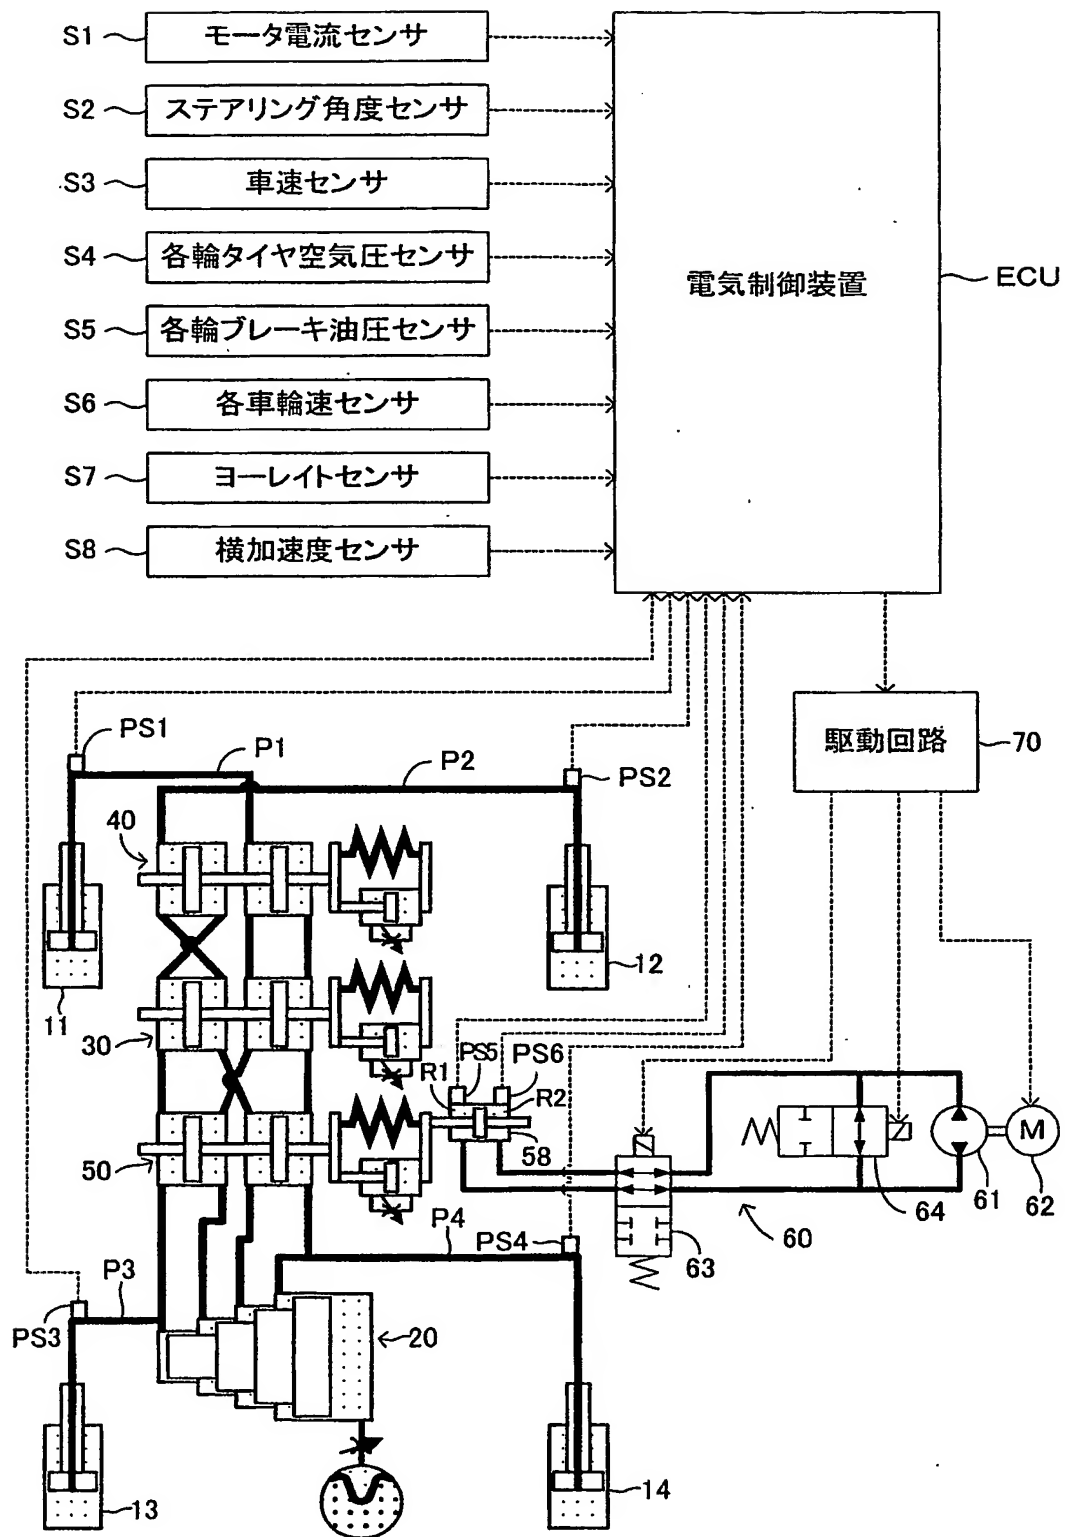 S1 モータ電流センサ
S2 ステアリング角度センサ
S3 車速センサ
S4 各輪タイヤ空気圧センサ
S5 各輪ブレーキ油圧センサ
S6 各車輪速センサ
S7 ヨーレイトセンサ
S8 横加速度センサ
電気制御装置
ECU
駆動回路
70
PS1
P1
P2
PS2
40
11
12
30
PS5
PS6
R1
R2
58
50
M
61
62
64
60
63
P4
PS4
P3
PS3
20
13
14